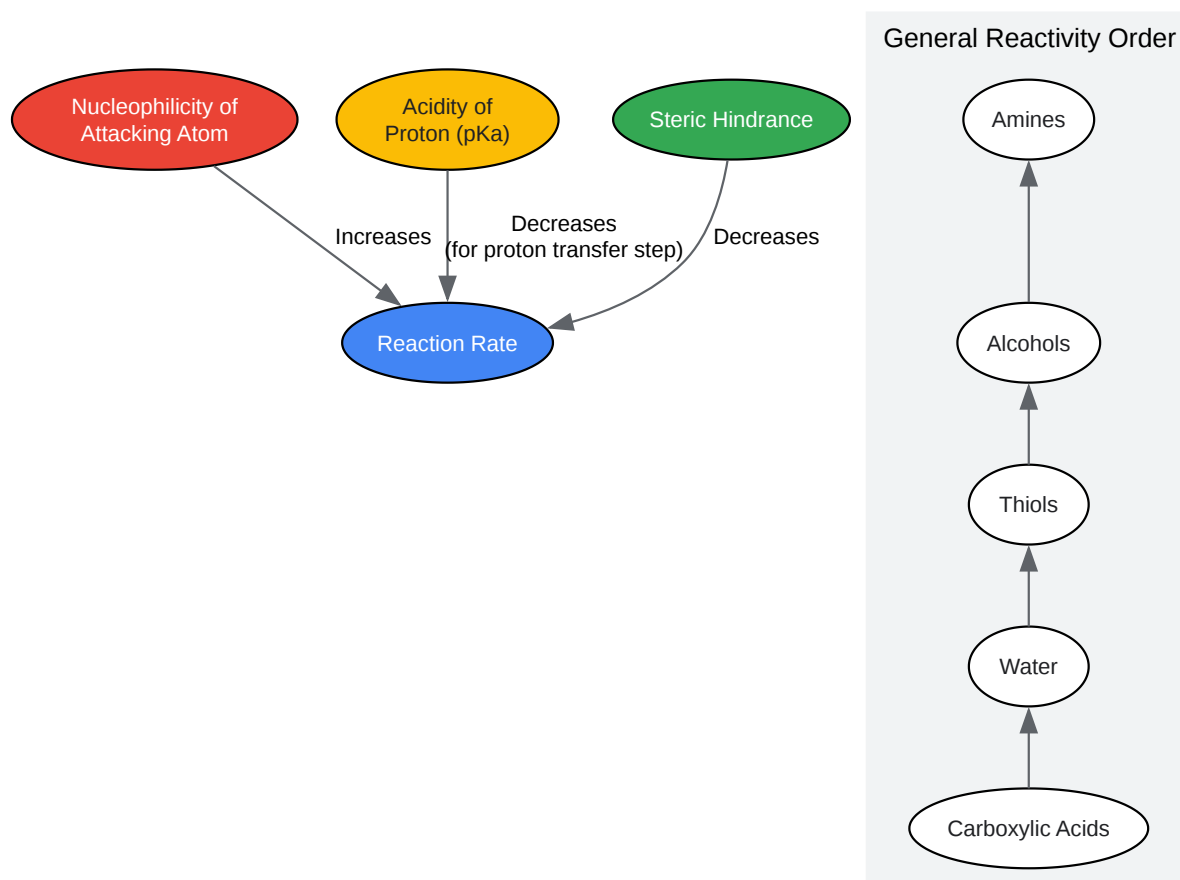 General Reactivity Order
Nucleophilicity of
Attacking Atom
Acidity of
Proton (pKa)
Steric Hindrance
Amines
Increases
Decreases
(for proton transfer step)
Decreases
Reaction Rate
Alcohols
Thiols
Water
Carboxylic Acids